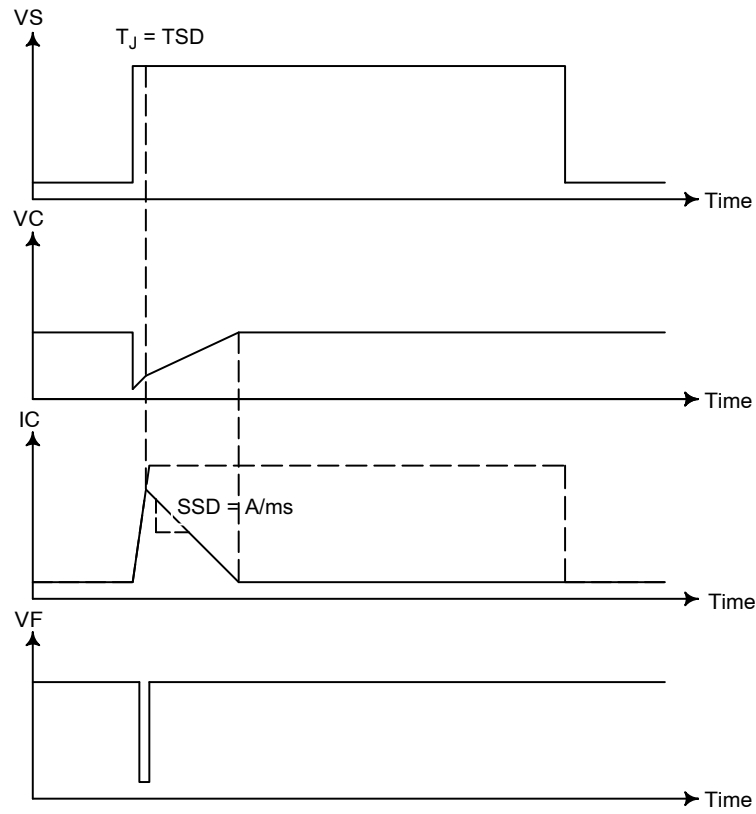 VS
T_J = TSD
Time
VC
Time
IC
SSD = A/ms
Time
VF
Time